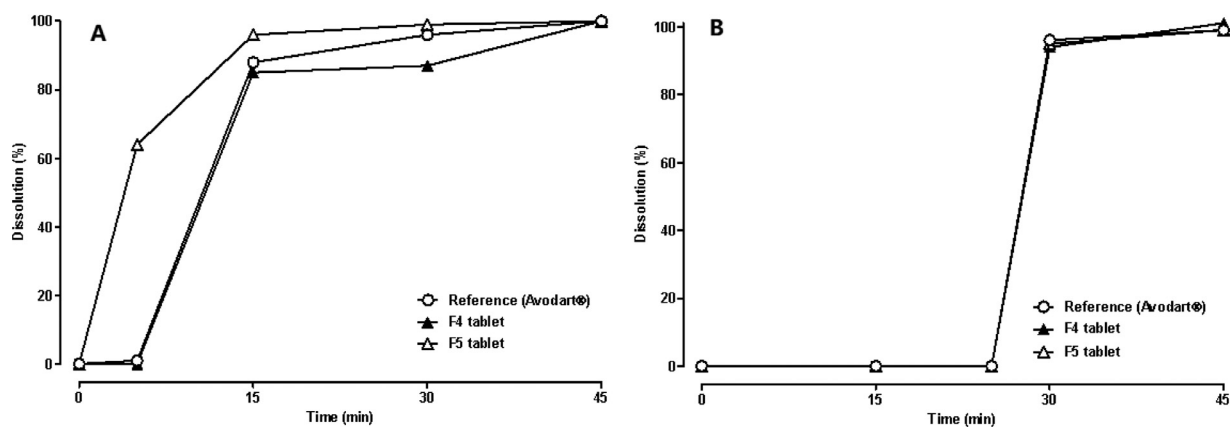 A
100
80
60
40
20
0
Dissolution (%)
Reference (Avodart®)
F4 tablet
F5 tablet
0 15 30 45
Time (min)
B
100
80
60
40
20
0
Dissolution (%)
Reference (Avodart®)
F4 tablet
F5 tablet
0 15 30 45
Time (min)